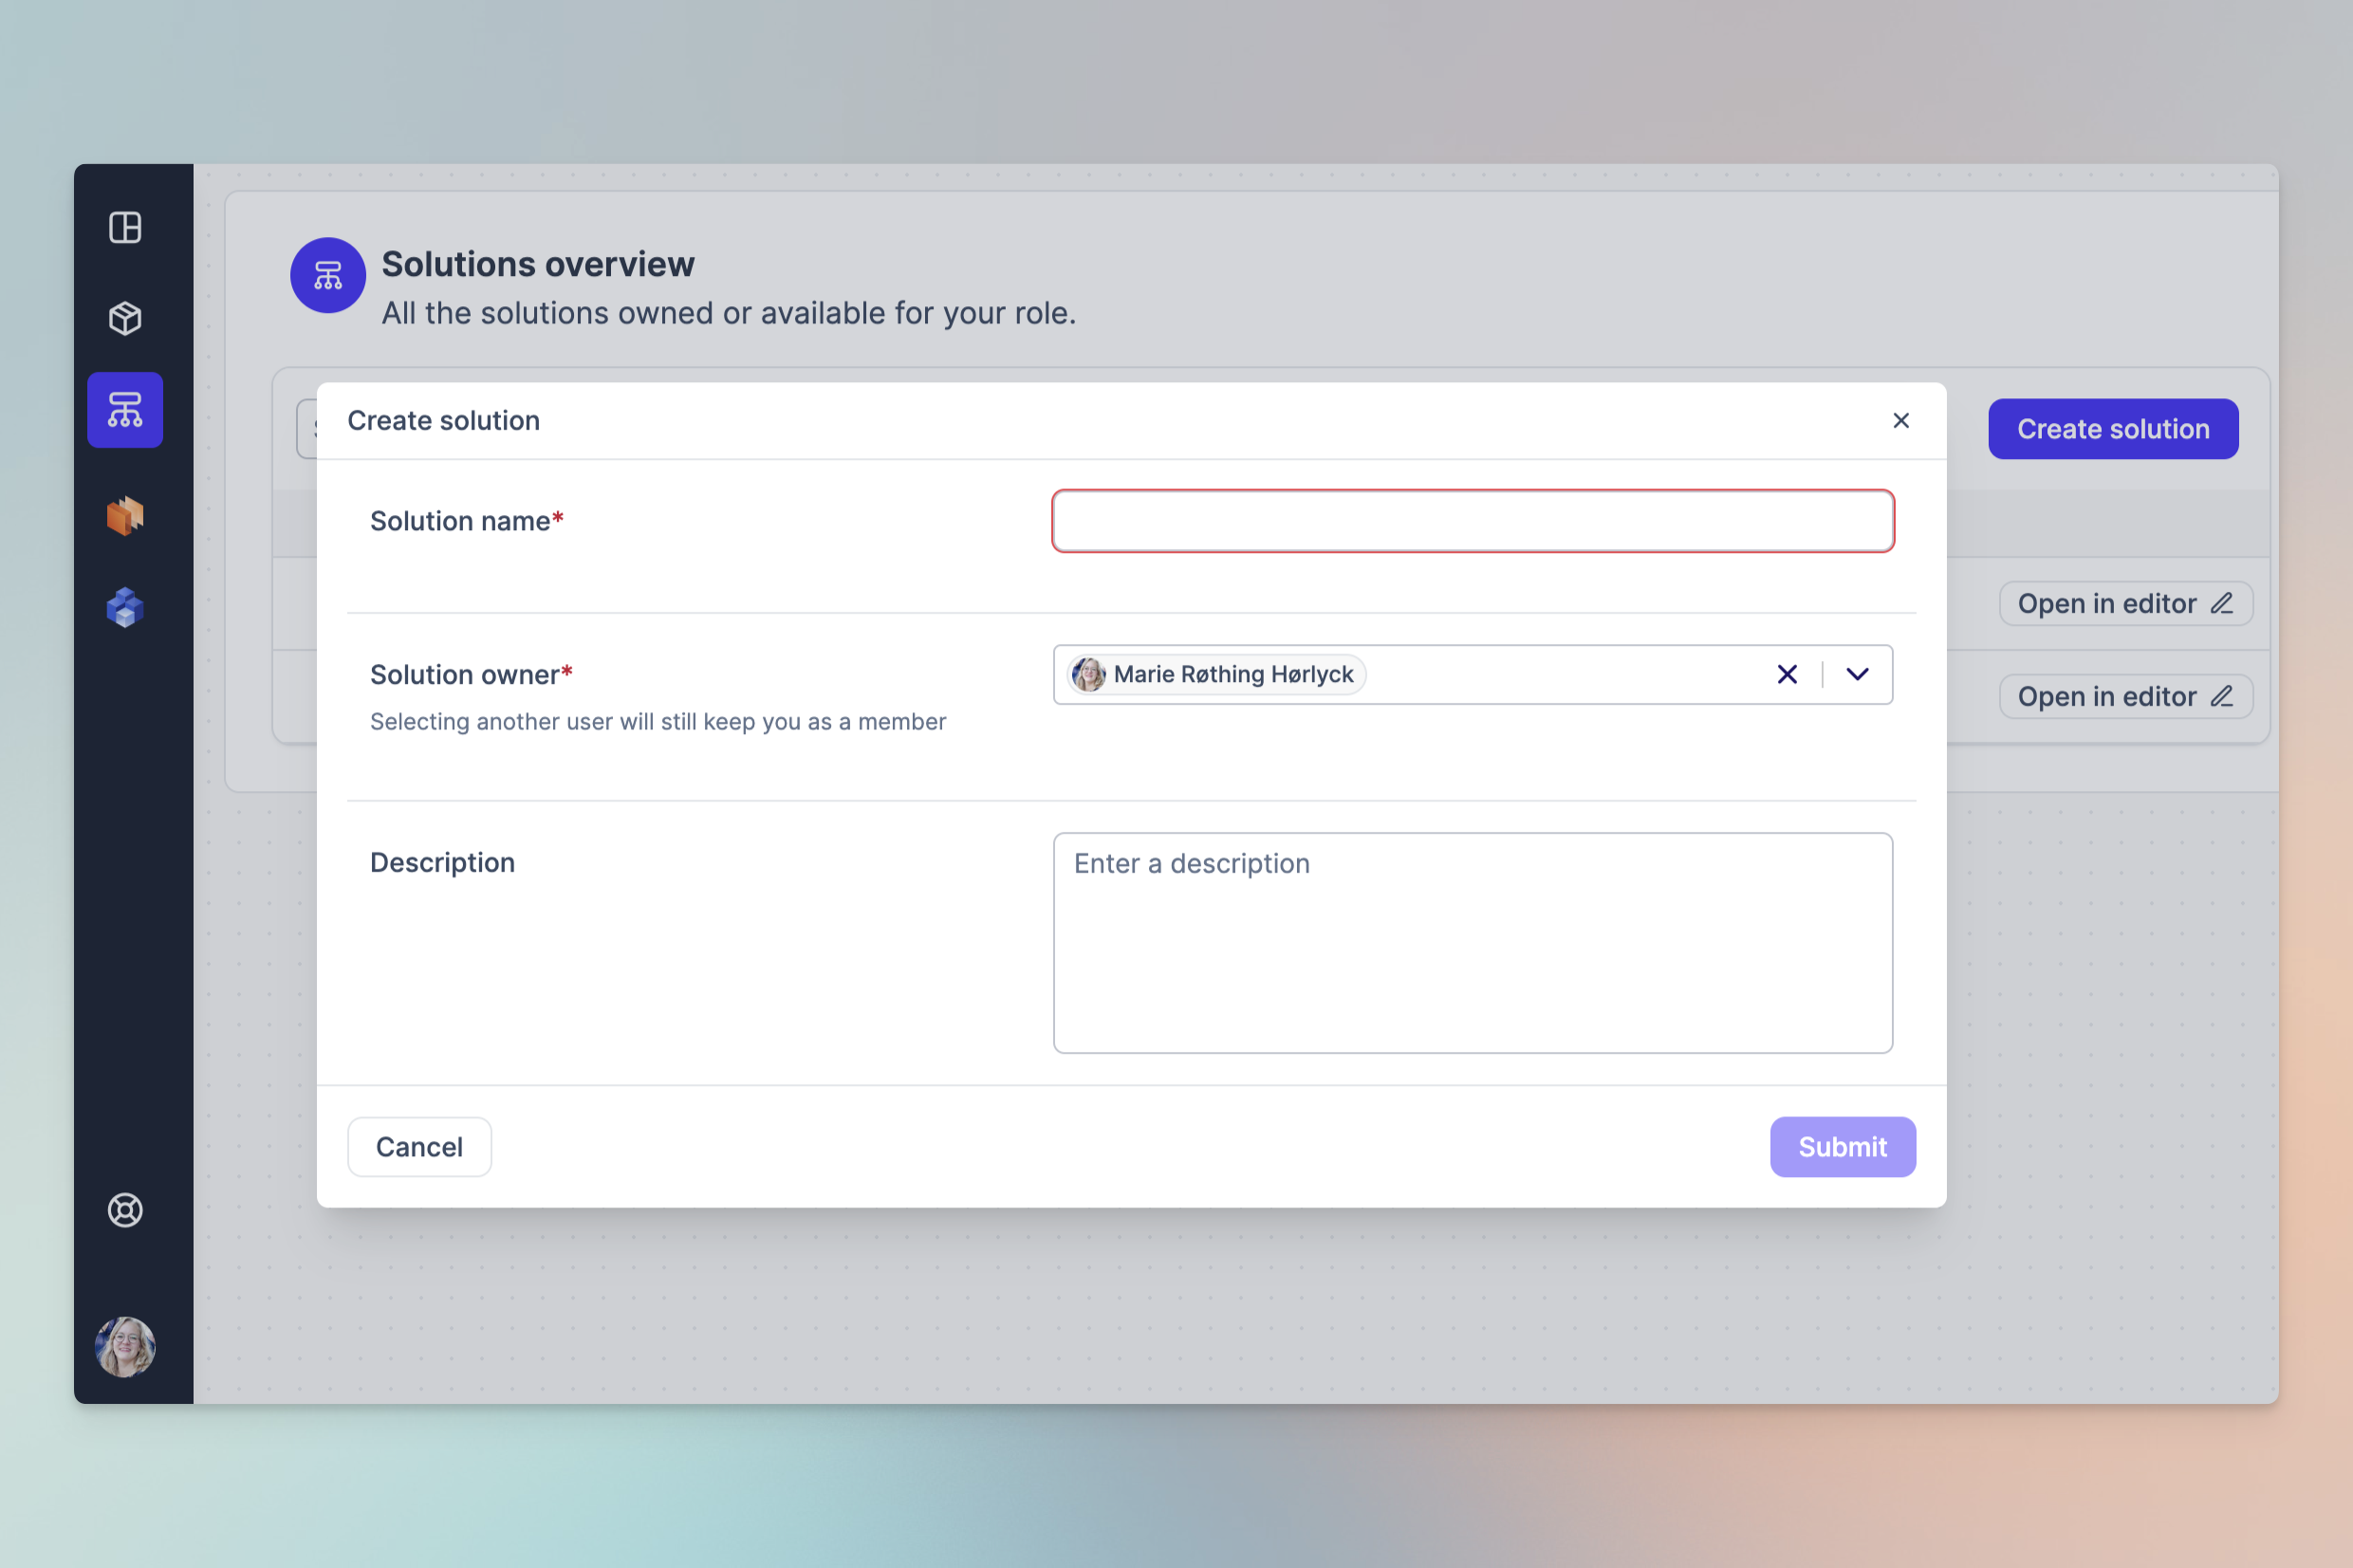 Solutions overview
All the solutions owned or available for your role.
Create solution
Create solution
Solution name*
Open in editor
Solution owner*
Marie Røthing Hørlyck
Selecting another user will still keep you as a member
Open in editor
Description
Enter a description
Cancel
Submit